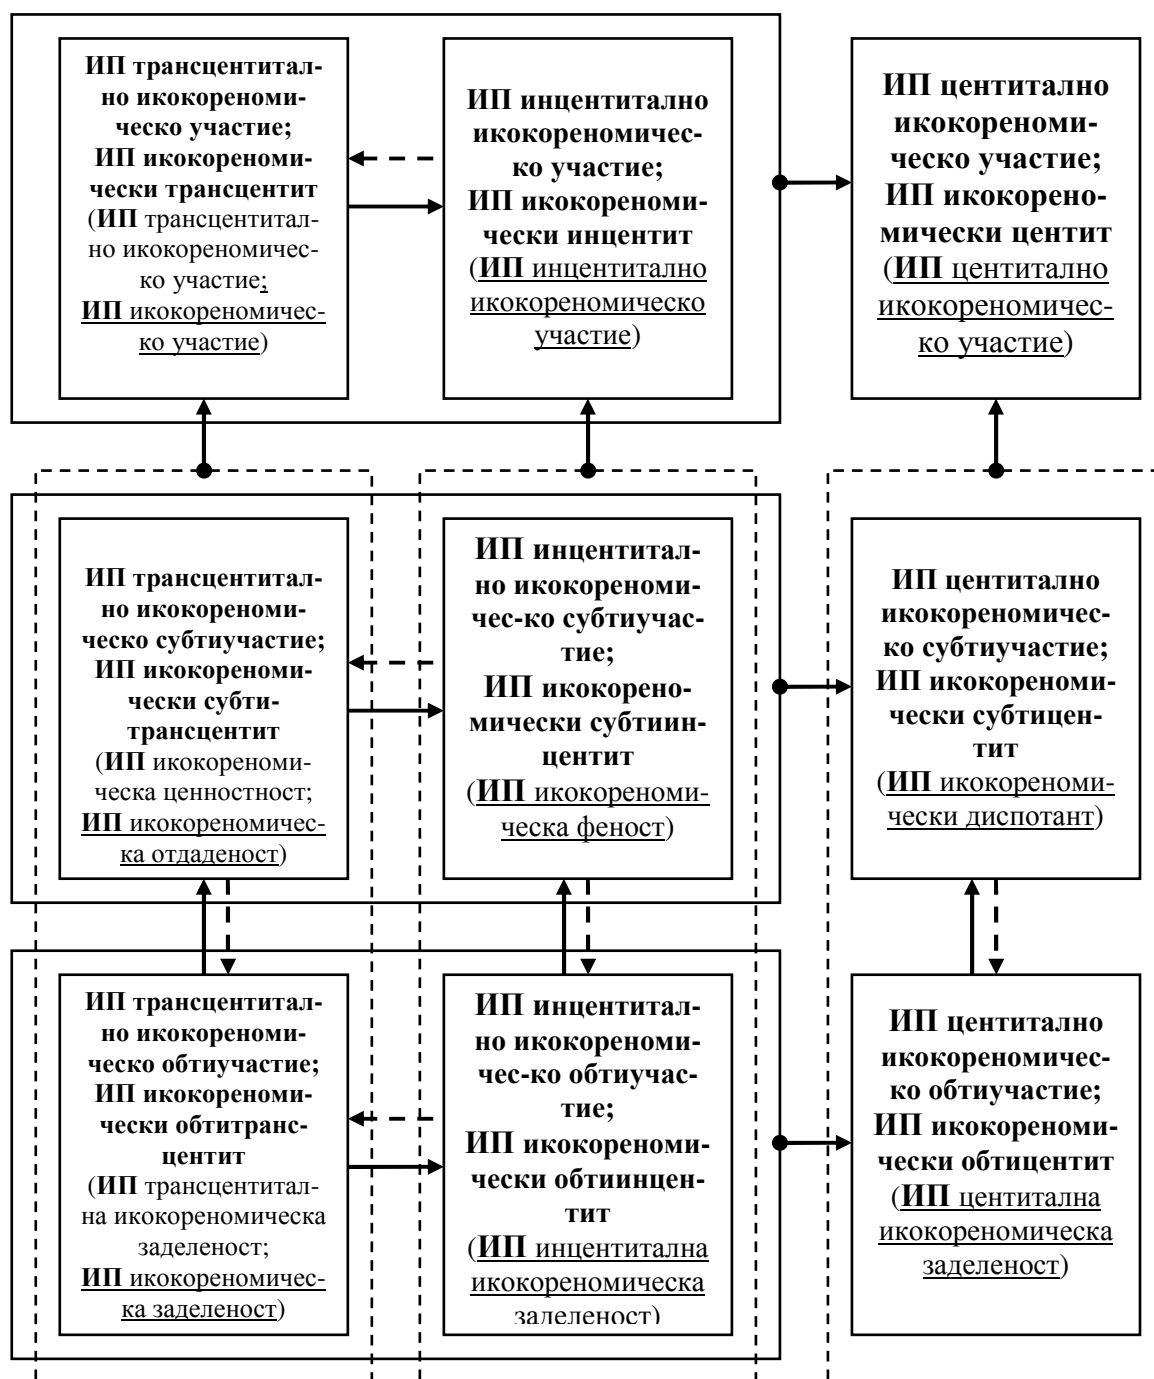 ИП трансцентитал-
но икокореноми-
ческо участие;
ИП икокореноми-
чески трансцентит
(ИП трансцентитал-
но икокореномичес-
ко участие;
ИП икокореномичес-
ко участие)
ИП инцентитално
икокореномичес-
ко участие;
ИП икокореноми-
чески инцентит
(ИП инцентитално
икокореномическо
участие)
ИП центитално
икокореноми-
ческо участие;
ИП икокорено-
мически центит
(ИП центитално
икокореномичес-
ко участие)
ИП трансцентитал-
но икокореноми-
ческо субтиучастие;
ИП икокореноми-
чески субти-
трансцентит
(ИП икокореноми-
ческа ценностност;
ИП икокореномичес-
ка отдаденост)
ИП инцентитал-
но икокореноми-
чес-ко субтиучас-
тие;
ИП икокорено-
мически субтиин-
центит
(ИП икокореноми-
ческа феност)
ИП центитално
икокореномичес-
ко субтиучастие;
ИП икокореноми-
чески субтицен-
тит
(ИП икокореноми-
чески диспотант)
ИП трансцентитал-
но икокореноми-
ческо обтиучастие;
ИП икокореноми-
чески обтитранс-
центит
(ИП трансцентитал-
на икокореномическа
заделеност;
ИП икокореномичес-
ка заделеност)
ИП инцентитал-
но икокореноми-
чес-ко обтиучас-
тие;
ИП икокореноми-
чески обтиинцен-
тит
(ИП инцентитална
икокореномическа
заделеност)
ИП центитално
икокореномичес-
ко обтиучастие;
ИП икокореноми-
чески обтицентит
(ИП центитална
икокореномическа
заделеност)